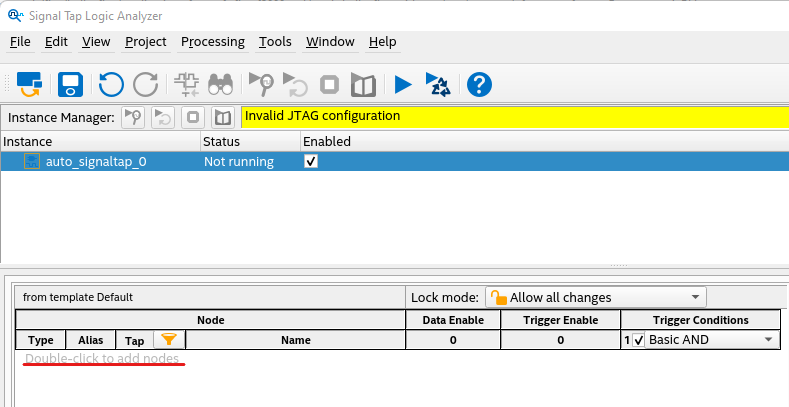 Signal Tap Logic Analyzer
File Edit View Project Processing Tools Window Help
Instance Manager: Invalid JTAG configuration
Instance Status Enabled
auto_signaltap_0 Not running
from template Default Lock mode: Allow all changes
Node Data Enable Trigger Enable Trigger Conditions
Type Alias Tap Name 0 0 1 Basic AND
Double-click to add nodes